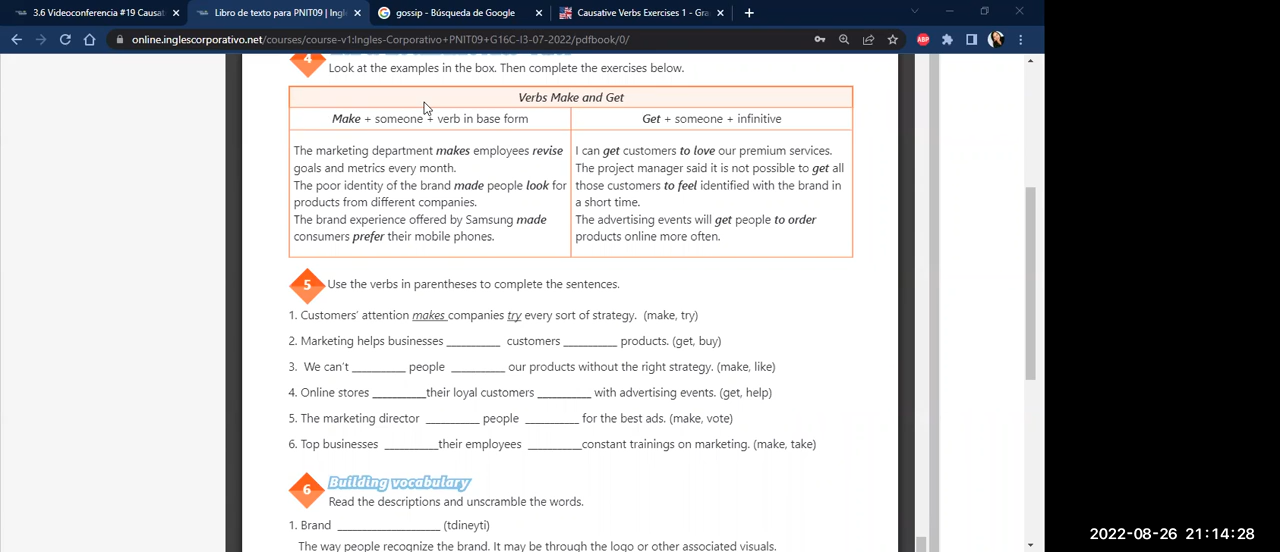 3.6 Videoconferencia #19 Causat
Libro de texto para PNIT09 | Ingl
gossip - Búsqueda de Google
Causative Verbs Exercises 1 - Gra
online.inglescorporativo.net/courses/course-v1:Ingles-Corporativo+PNIT09+G16C-I3-07-2022/pdfbook/0/
ABP
4
Look at the examples in the box. Then complete the exercises below.
Verbs Make and Get
Make + someone + verb in base form
Get + someone + infinitive
The marketing department makes employees revise
goals and metrics every month.
The poor identity of the brand made people look for
products from different companies.
The brand experience offered by Samsung made
consumers prefer their mobile phones.
I can get customers to love our premium services.
The project manager said it is not possible to get all
those customers to feel identified with the brand in
a short time.
The advertising events will get people to order
products online more often.
5
Use the verbs in parentheses to complete the sentences.
1. Customers' attention makes companies try every sort of strategy. (make, try)
2. Marketing helps businesses __________ customers __________ products. (get, buy)
3. We can't __________ people __________ our products without the right strategy. (make, like)
4. Online stores __________their loyal customers __________ with advertising events. (get, help)
5. The marketing director __________ people __________ for the best ads. (make, vote)
6. Top businesses __________their employees __________constant trainings on marketing. (make, take)
6
Building vocabulary
Read the descriptions and unscramble the words.
1. Brand ____________________ (tdineyti)
The way people recognize the brand. It may be through the logo or other associated visuals.
2022-08-26 21:14:28